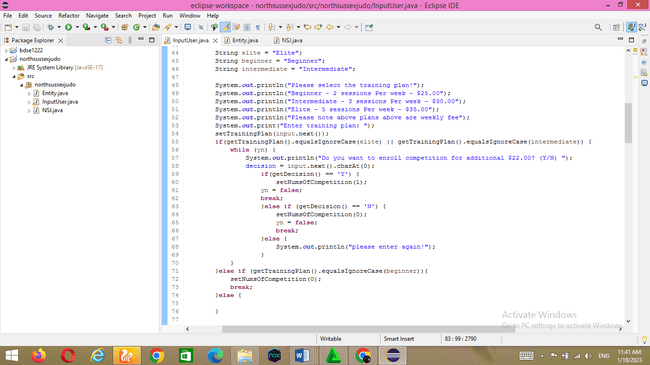 eclipse-workspace - northsussexjudo/src/northsussexjudo/InputUser.java - Eclipse IDE
File Edit Source Refactor Navigate Search Project Run Window Help
Package Explorer
InputUser.java Entity.java NSJ.java
bdse1222
northsussexjudo
JRE System Library [JavaSE-17]
src
northsussexjudo
Entity.java
InputUser.java
NSJ.java
44 String elite = "Elite";
45 String beginner = "Beginner";
46 String intermediate = "Intermediate";
47
48 System.out.println("Please select the training plan!");
49 System.out.println("Beginner - 2 sessions Per week - $25.00");
50 System.out.println("Intermediate - 3 sessions Per week - $30.00");
51 System.out.println("Elite - 5 sessions Per week - $35.00");
52 System.out.println("Please note above plans above are weekly fee");
53 System.out.print("Enter training plan: ");
54 setTrainingPlan(input.next());
55 if(getTrainingPlan().equalsIgnoreCase(elite) || getTrainingPlan().equalsIgnoreCase(intermediate)) {
56 while (yn) {
57 System.out.println("Do you want to enroll competition for additional $22.00? (Y/N) ");
58 decision = input.next().charAt(0);
59 if(getDecision() == 'Y') {
60 setNumsOfCompetition(1);
61 yn = false;
62 break;
63 }else if (getDecision() == 'N') {
64 setNumsOfCompetition(0);
65 yn = false;
66 break;
67 }else {
68 System.out.println("please enter again!");
69 }
70 }
71 }else if (getTrainingPlan().equalsIgnoreCase(beginner)){
72 setNumsOfCompetition(0);
73 break;
74 }else {
75
76 }
77
Activate Windows
Go to PC settings to activate Windows.
Writable Smart Insert 83 : 99 : 2790
ENG
11:41 AM
1/18/2023